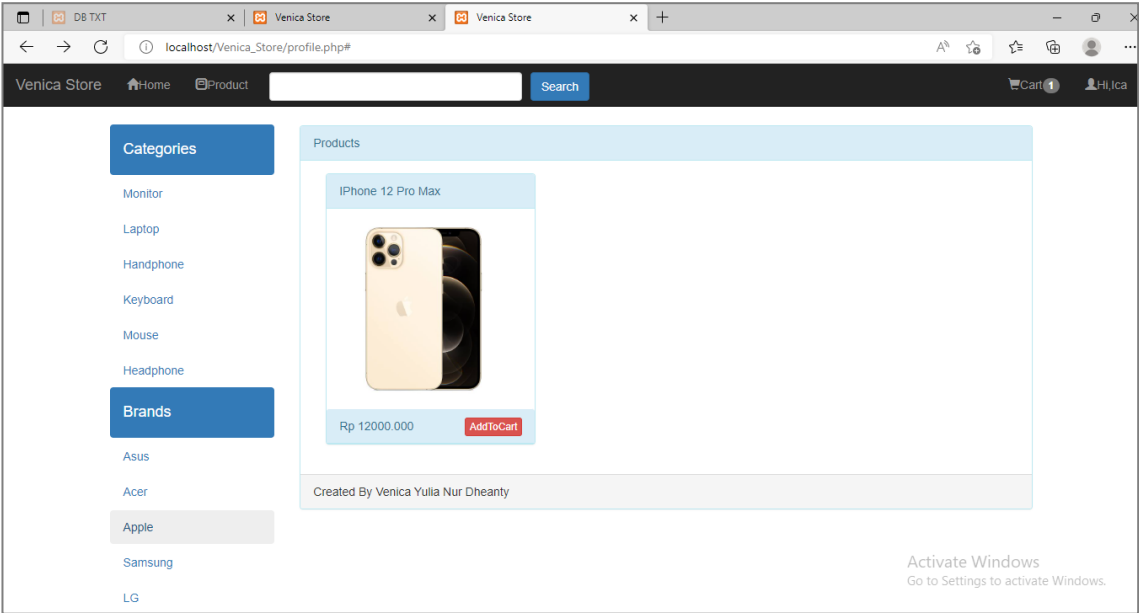 DB TXT
Venica Store
Venica Store
localhost/Venica_Store/profile.php#
Venica Store
Home
Product
Search
Cart 1
Hi,Ica
Categories
Monitor
Laptop
Handphone
Keyboard
Mouse
Headphone
Brands
Asus
Acer
Apple
Samsung
LG
Products
IPhone 12 Pro Max
Rp 12000.000
AddToCart
Created By Venica Yulia Nur Dheanty
Activate Windows
Go to Settings to activate Windows.